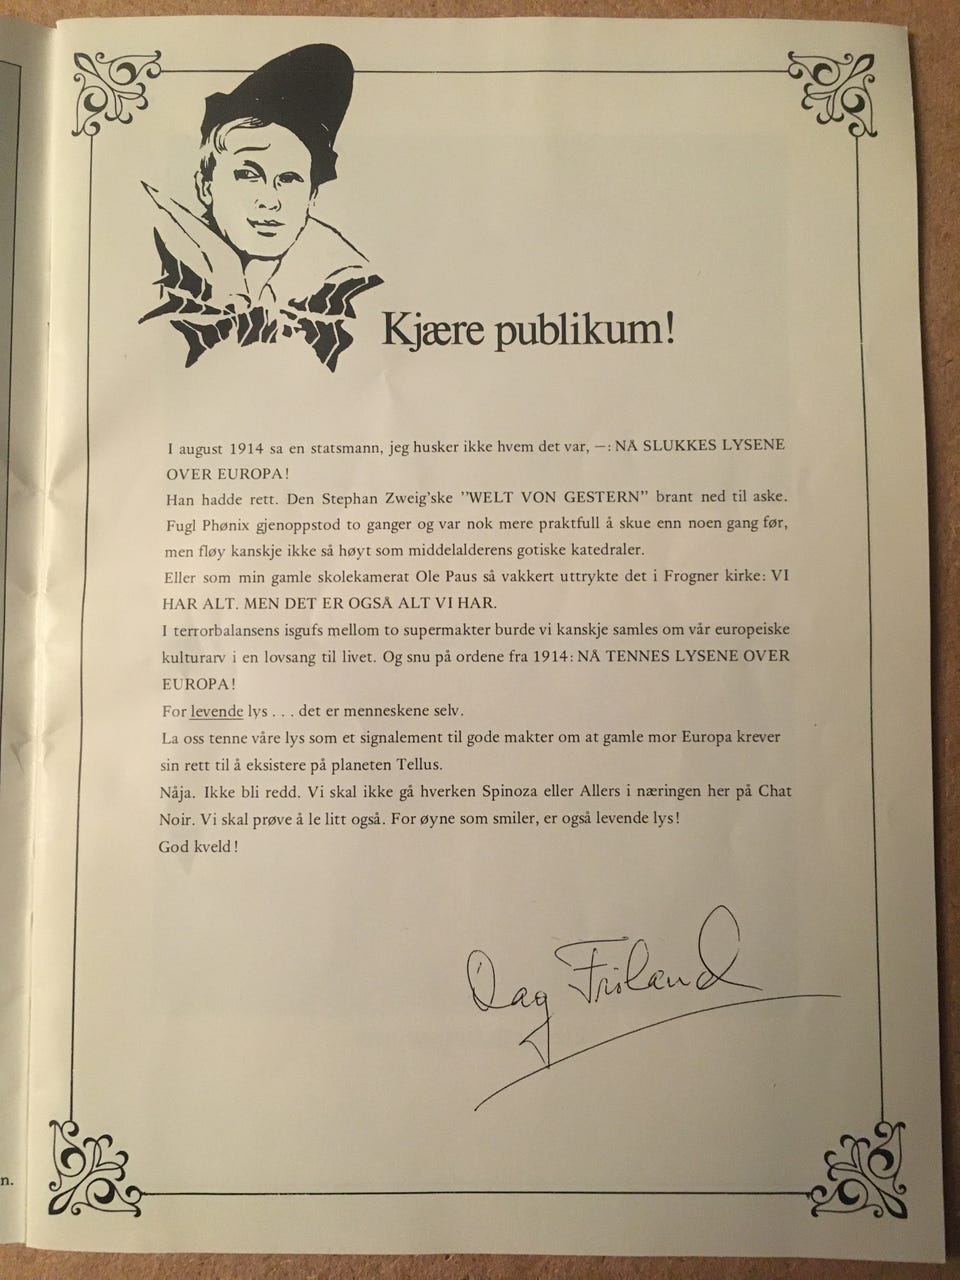 Kjære publikum!
I august 1914 sa en statsmann, jeg husker ikke hvem det var, —: NÅ SLUKKES LYSENE
OVER EUROPA!
Han hadde rett. Den Stephan Zweig'ske ”WELT VON GESTERN” brant ned til aske.
Fugl Phønix gjenoppstod to ganger og var nok mere praktfull å skue enn noen gang før,
men fløy kanskje ikke så høyt som middelalderens gotiske katedraler.
Eller som min gamle skolekamerat Ole Paus så vakkert uttrykte det i Frogner kirke: VI
HAR ALT. MEN DET ER OGSÅ ALT VI HAR.
I terrorbalansens isgufs mellom to supermakter burde vi kanskje samles om vår europeiske
kulturarv i en lovsang til livet. Og snu på ordene fra 1914: NÅ TENNES LYSENE OVER
EUROPA!
For levende lys . . . det er menneskene selv.
La oss tenne våre lys som et signalement til gode makter om at gamle mor Europa krever
sin rett til å eksistere på planeten Tellus.
Nåja. Ikke bli redd. Vi skal ikke gå hverken Spinoza eller Allers i næringen her på Chat
Noir. Vi skal prøve å le litt også. For øyne som smiler, er også levende lys!
God kveld!
Dag Frøland
n.